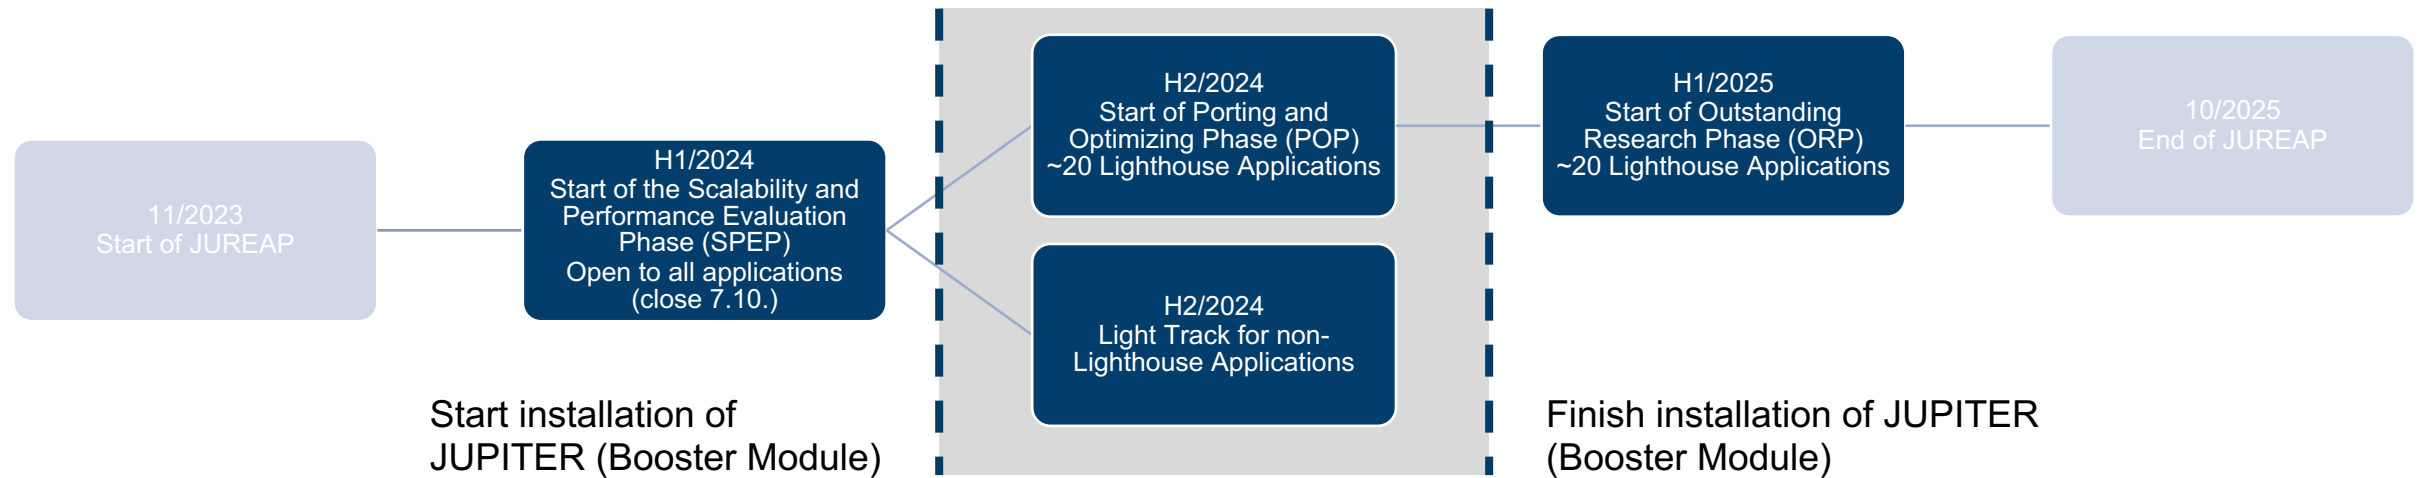 11/2023
Start of JUREAP
H1/2024
Start of the Scalability and
Performance Evaluation
Phase (SPEP)
Open to all applications
(close 7.10.)
H2/2024
Start of Porting and
Optimizing Phase (POP)
~20 Lighthouse Applications
H2/2024
Light Track for non-
Lighthouse Applications
H1/2025
Start of Outstanding
Research Phase (ORP)
~20 Lighthouse Applications
10/2025
End of JUREAP
Start installation of
JUPITER (Booster Module)
Finish installation of JUPITER
(Booster Module)